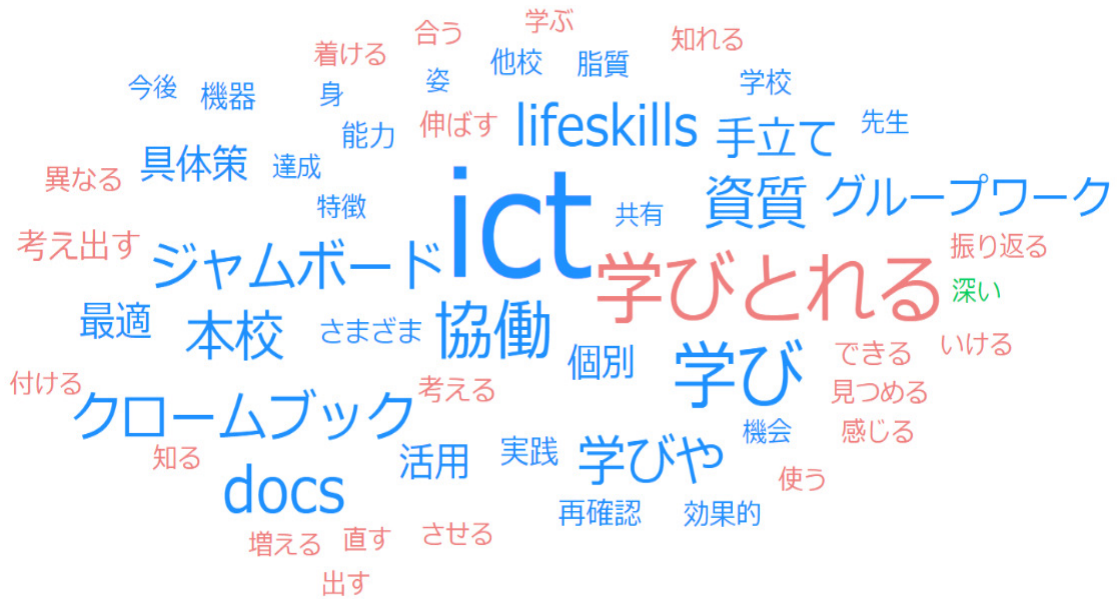 学ぶ
合う
知れる
着ける
他校
脂質
姿
学校
今後
機器
身
lifeskills
伸ばす
能力
手立て
先生
具体策
達成
ict
異なる
資質
グループワーク
特徴
共有
考え出す
ジャムボード
学びとれる
振り返る
深い
最適
本校
さまざま
協働
個別
学び
できる
いける
付ける
考える
見つめる
クロームブック
機会
感じる
知る
活用
実践
学びや
使う
docs
再確認
効果的
増える
直す
させる
出す